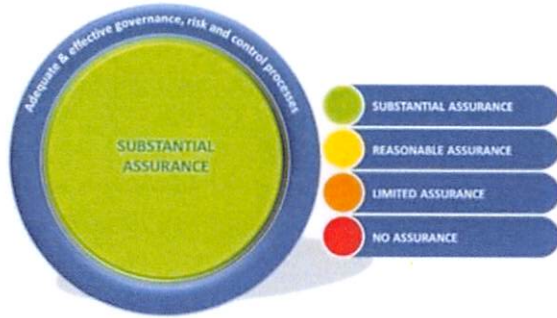 Adequate & effective governance, risk and control processes
SUBSTANTIAL
ASSURANCE
SUBSTANTIAL ASSURANCE
REASONABLE ASSURANCE
LIMITED ASSURANCE
NO ASSURANCE